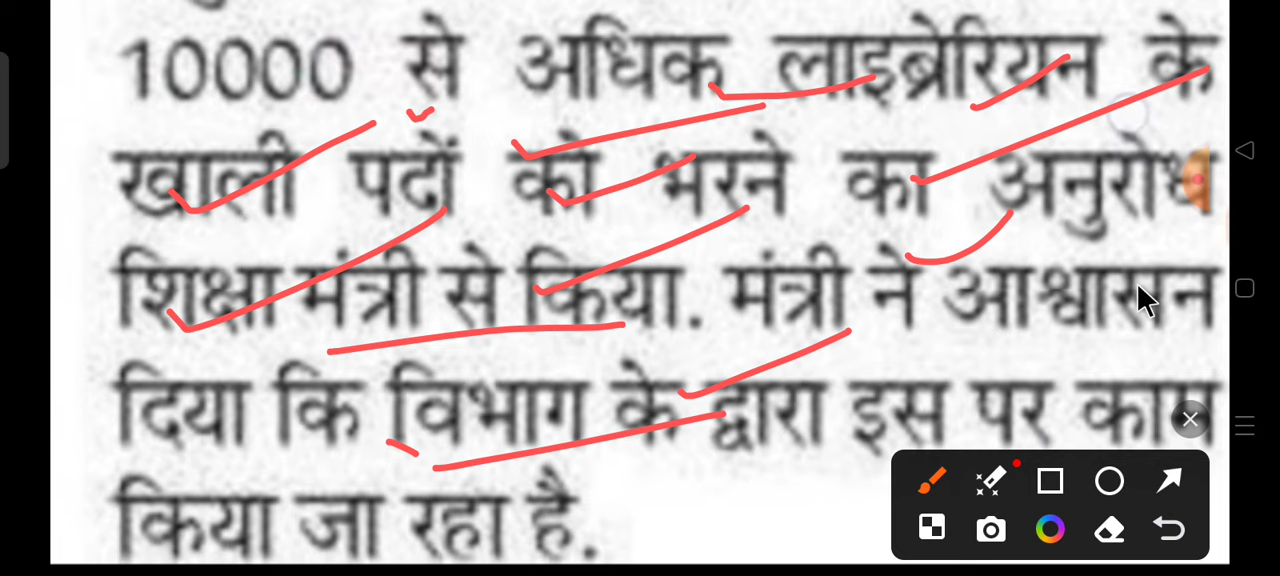 10000 से अधिक लाइब्रेरियन के
खाली पदों को भरने का अनुरोध
शिक्षा मंत्री से किया. मंत्री ने आश्वासन
दिया कि विभाग के द्वारा इस पर काम
किया जा रहा है.